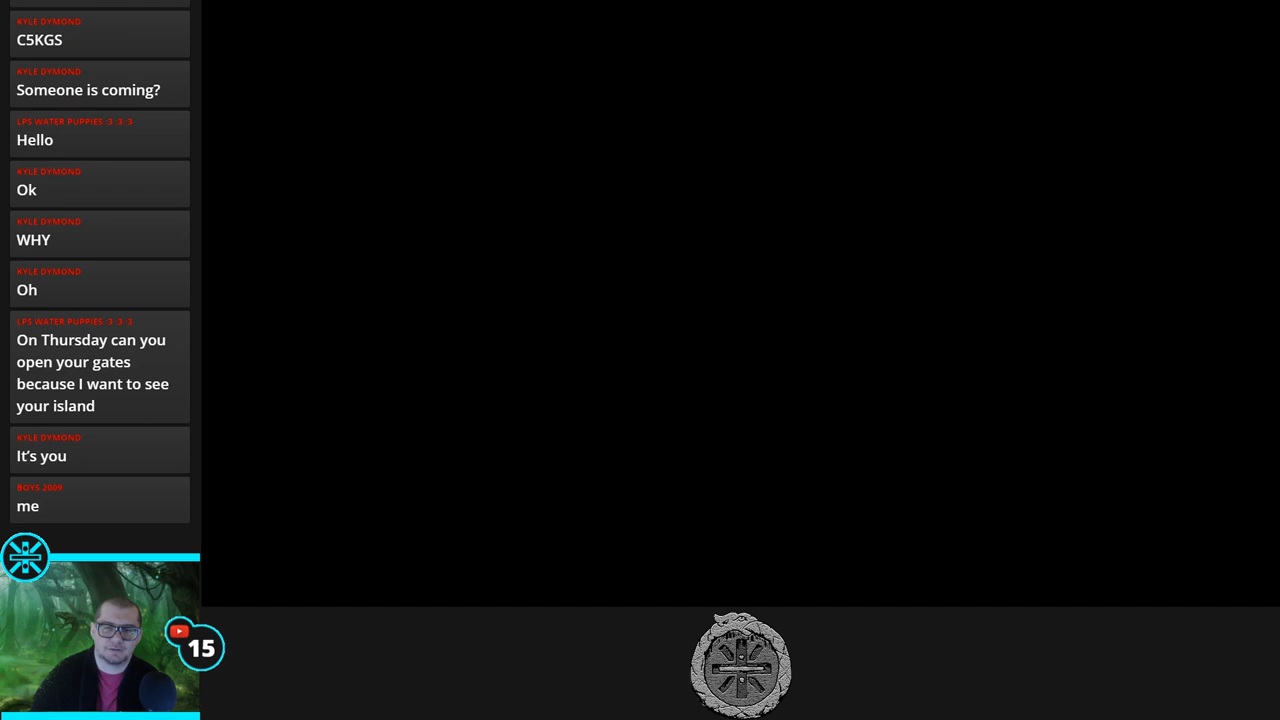 KYLE DYMOND
C5KGS
KYLE DYMOND
Someone is coming?
LPS WATER PUPPIES :3 :3 :3
Hello
KYLE DYMOND
Ok
KYLE DYMOND
WHY
KYLE DYMOND
Oh
LPS WATER PUPPIES :3 :3 :3
On Thursday can you
open your gates
because I want to see
your island
KYLE DYMOND
It’s you
BOYS 2009
me
15